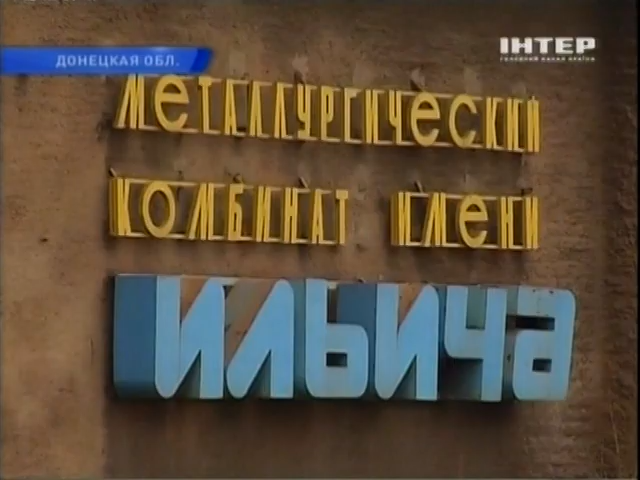 ДОНЕЦКАЯ ОБЛ.
ІНТЕР
металлургический
комбинат имени
ильича